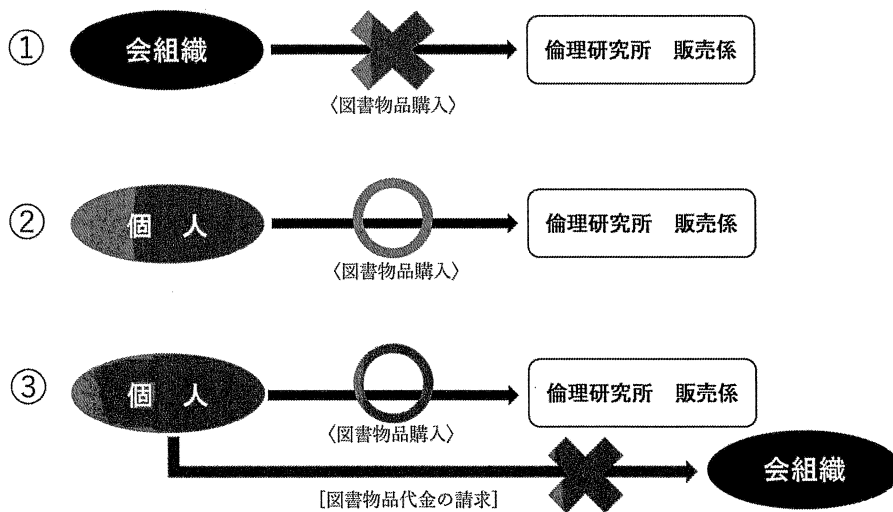 ① 会組織 倫理研究所　販売係
〈図書物品購入〉
② 個　人 倫理研究所　販売係
〈図書物品購入〉
③ 個　人 倫理研究所　販売係
〈図書物品購入〉
会組織
[図書物品代金の請求]